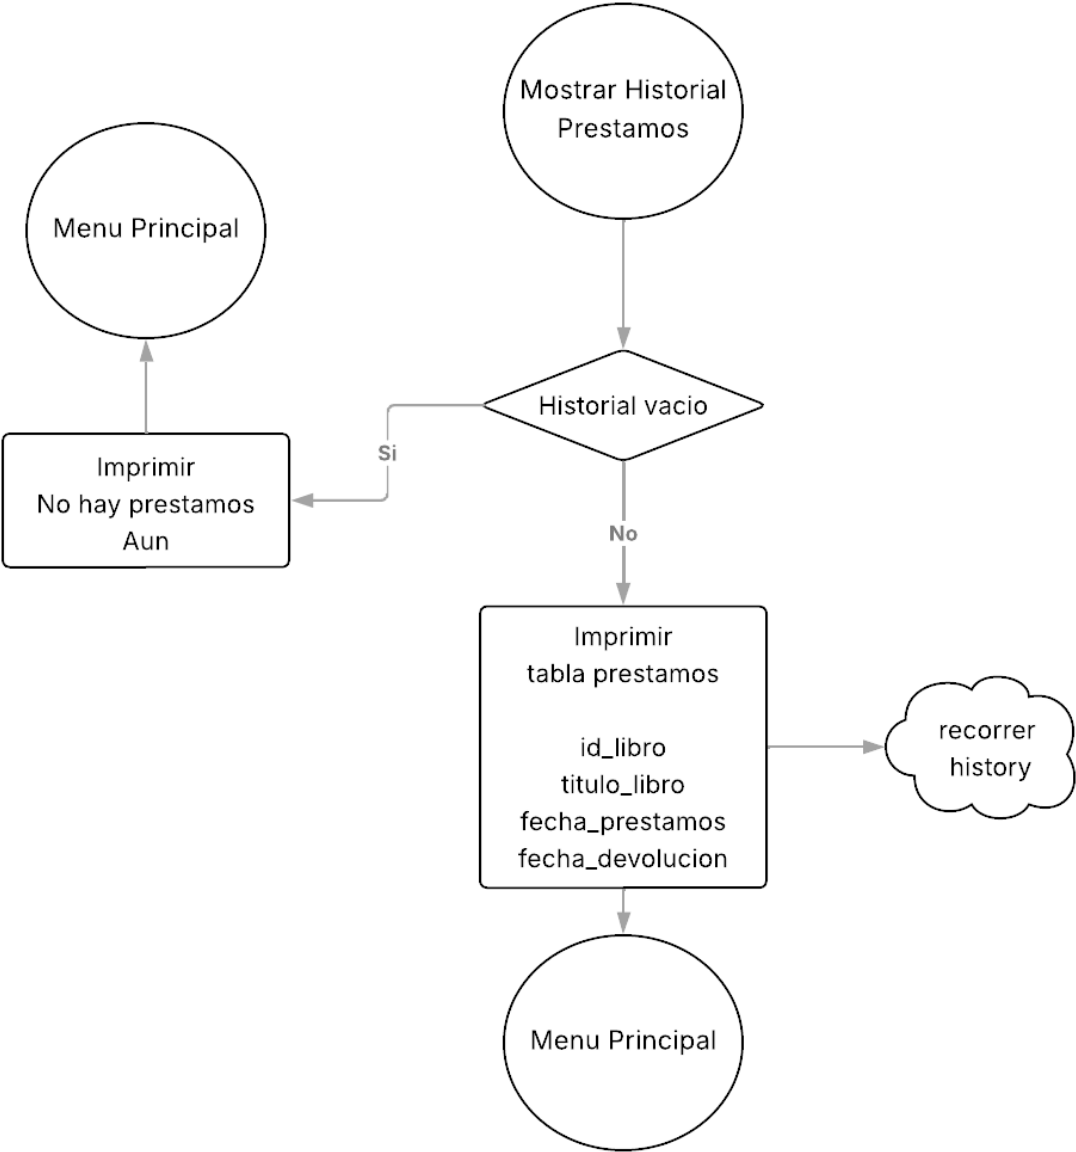 Mostrar Historial
Prestamos
Menu Principal
Historial vacio
Si
Imprimir
No hay prestamos
Aun
No
Imprimir
tabla prestamos
id_libro
titulo_libro
fecha_prestamos
fecha_devolucion
recorrer
history
Menu Principal